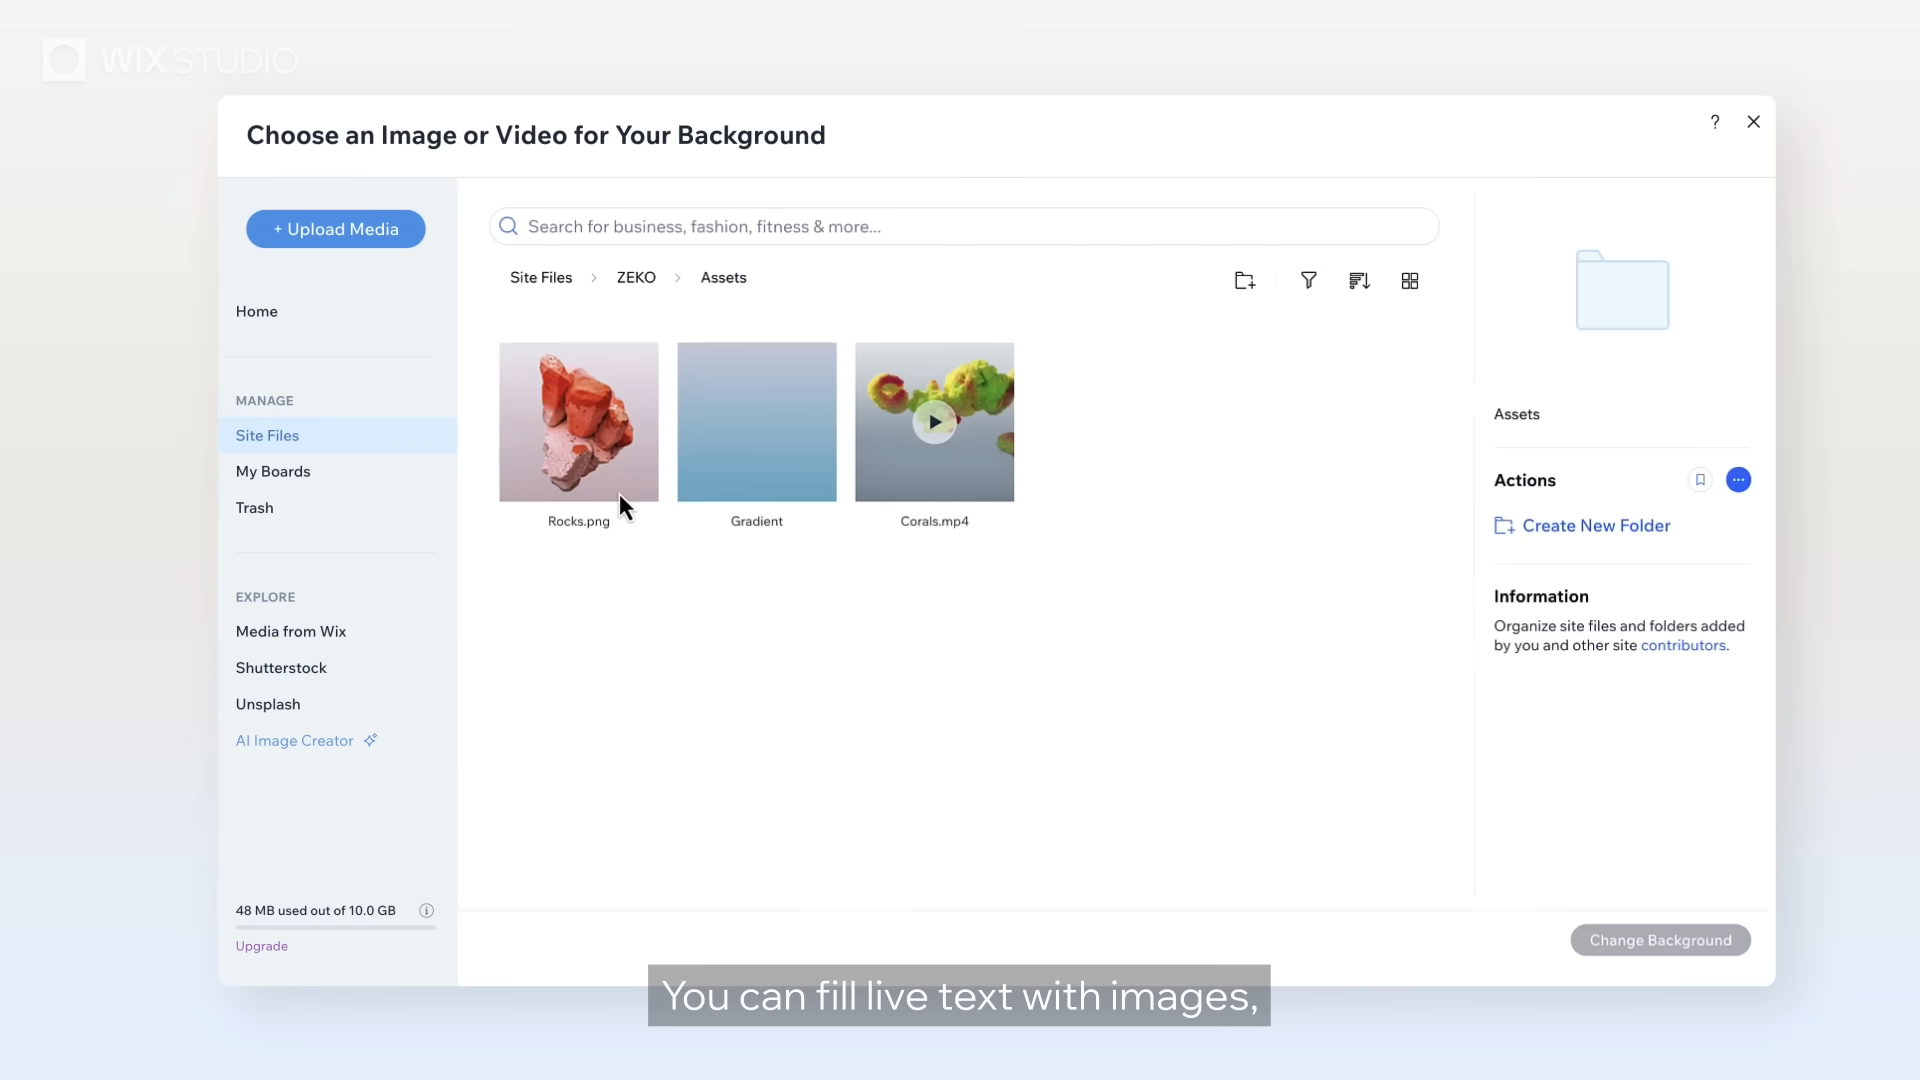 WIX STUDIO
Choose an Image or Video for Your Background
?
+ Upload Media
Search for business, fashion, fitness & more...
Site Files > ZEKO > Assets
Home
MANAGE
Site Files
My Boards
Trash
Rocks.png
Gradient
Corals.mp4
EXPLORE
Media from Wix
Shutterstock
Unsplash
AI Image Creator
48 MB used out of 10.0 GB
Upgrade
Assets
Actions
Create New Folder
Information
Organize site files and folders added
by you and other site contributors.
Change Background
You can fill live text with images,